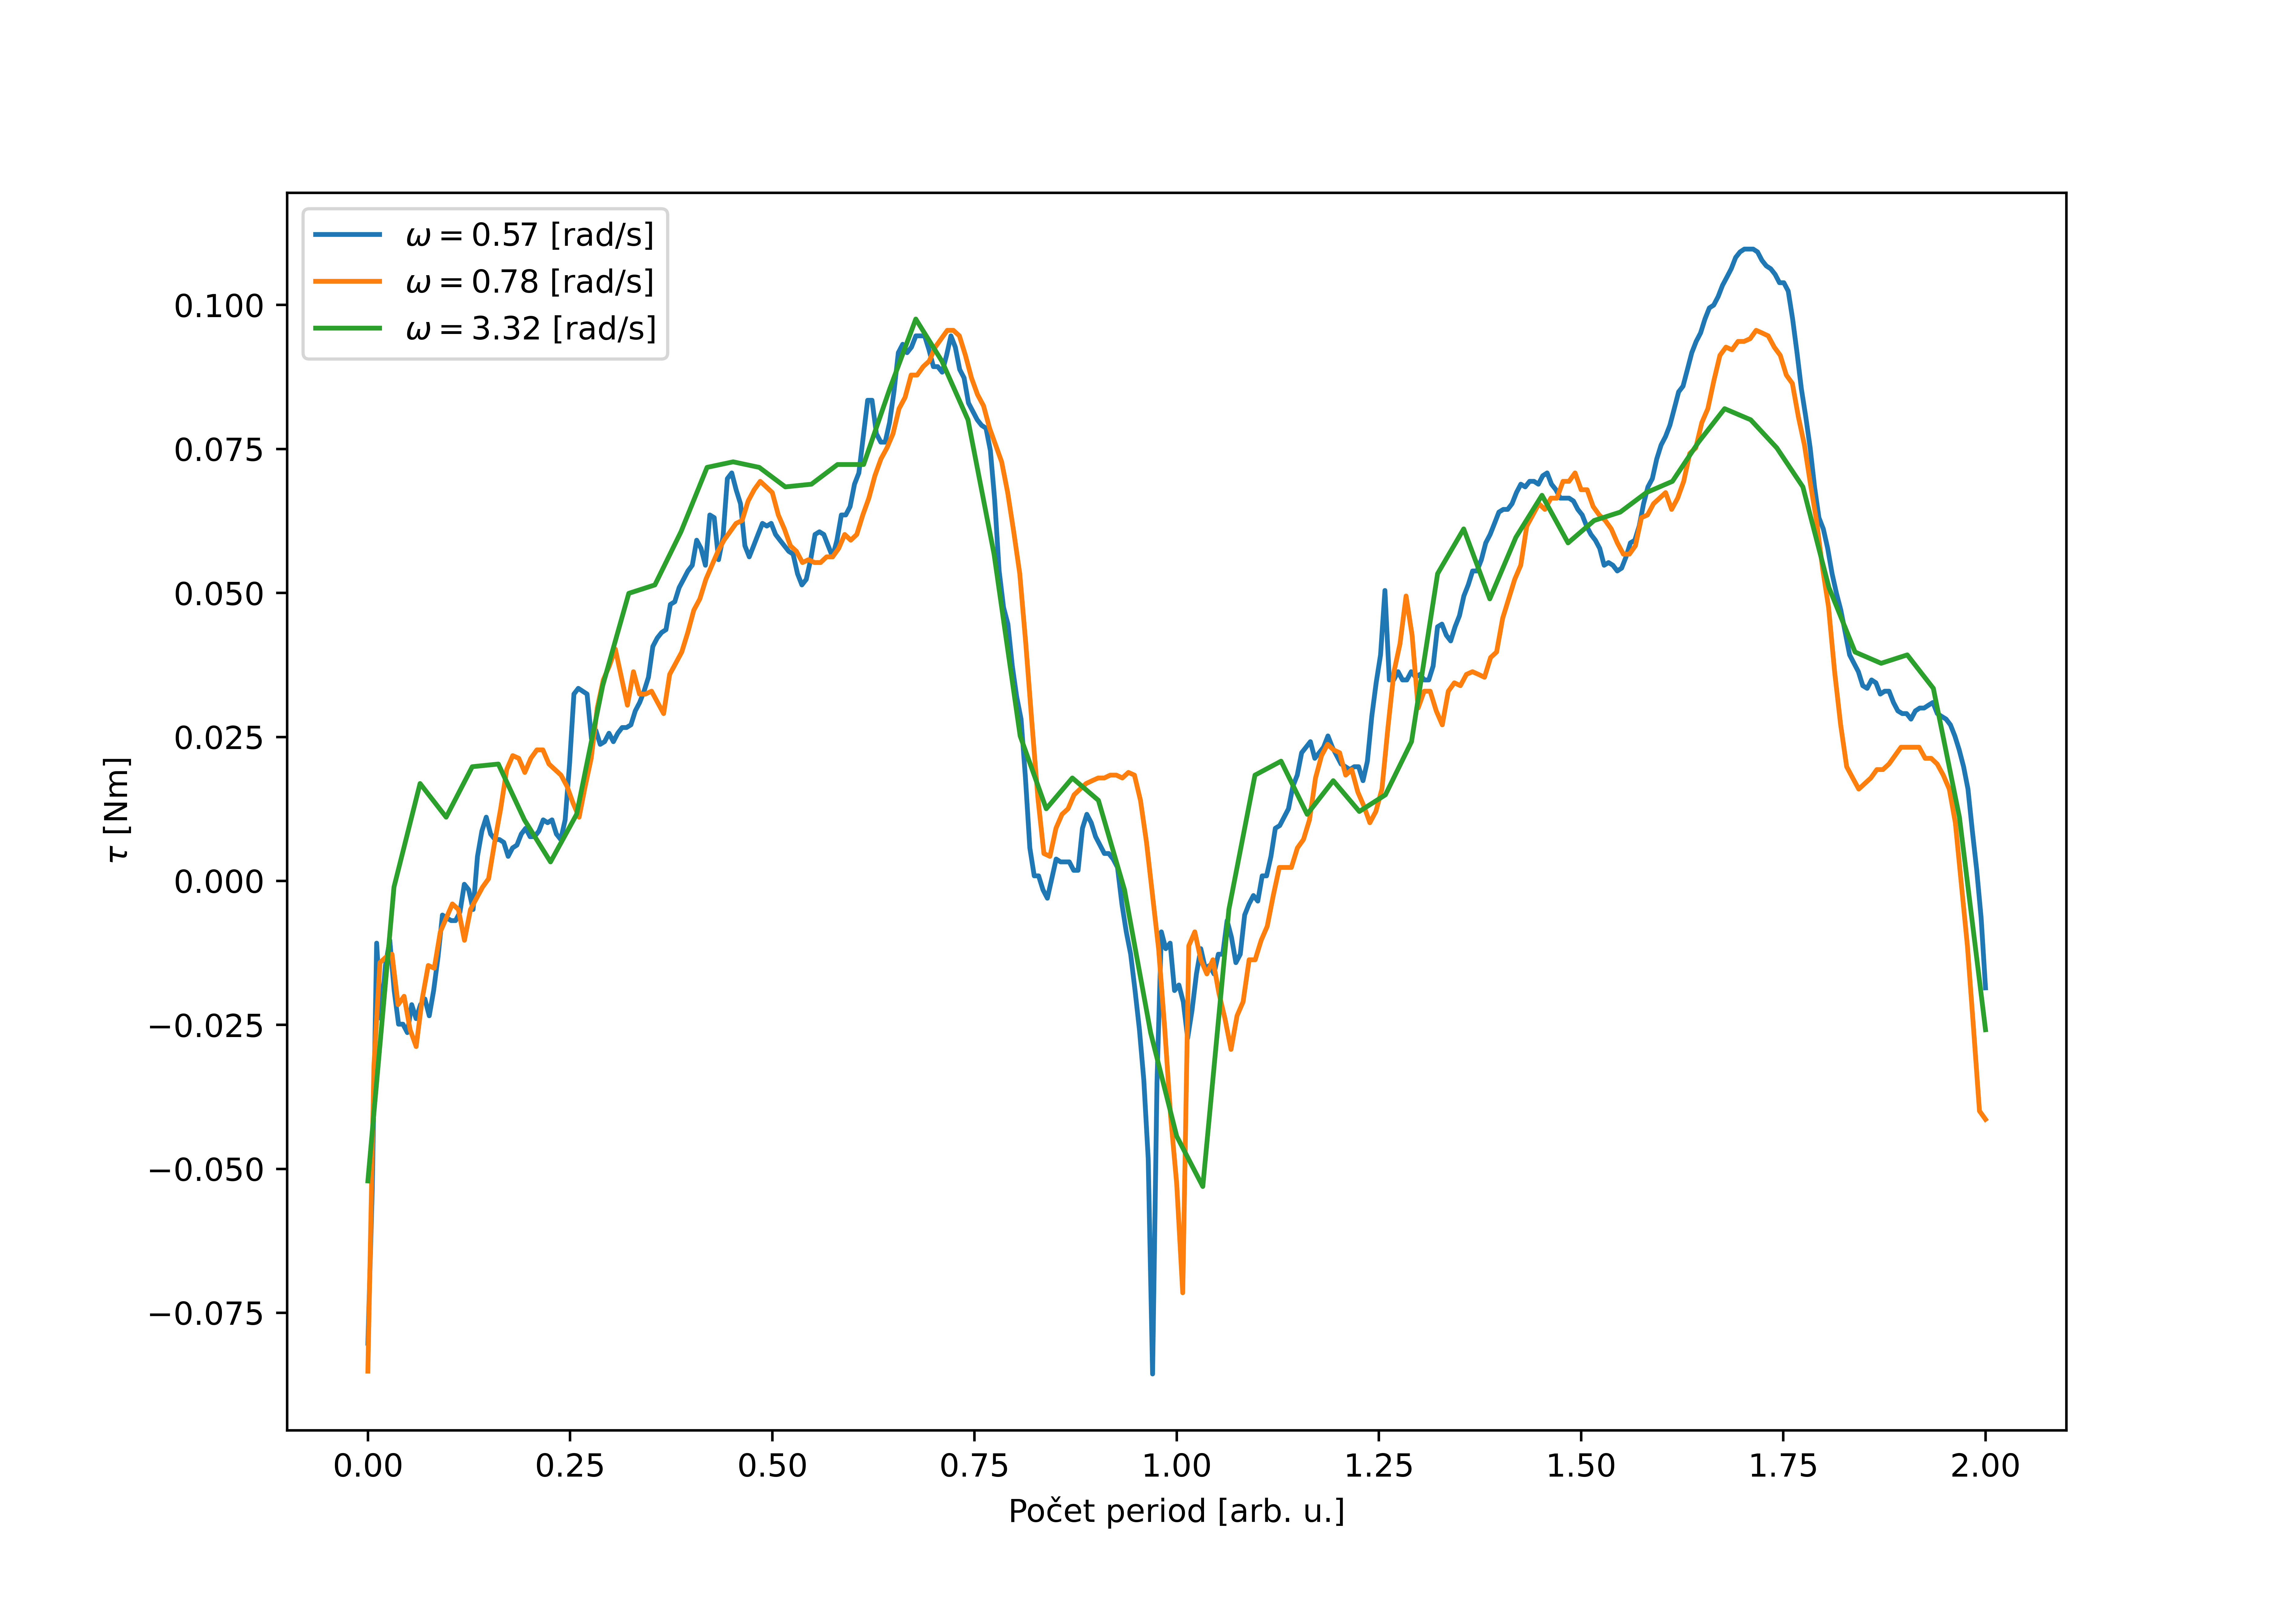 ω = 0.57 [rad/s]
ω = 0.78 [rad/s]
ω = 3.32 [rad/s]
0.100
0.075
0.050
0.025
0.000
−0.025
−0.050
−0.075
τ [Nm]
0.00 0.25 0.50 0.75 1.00 1.25 1.50 1.75 2.00
Počet period [arb. u.]